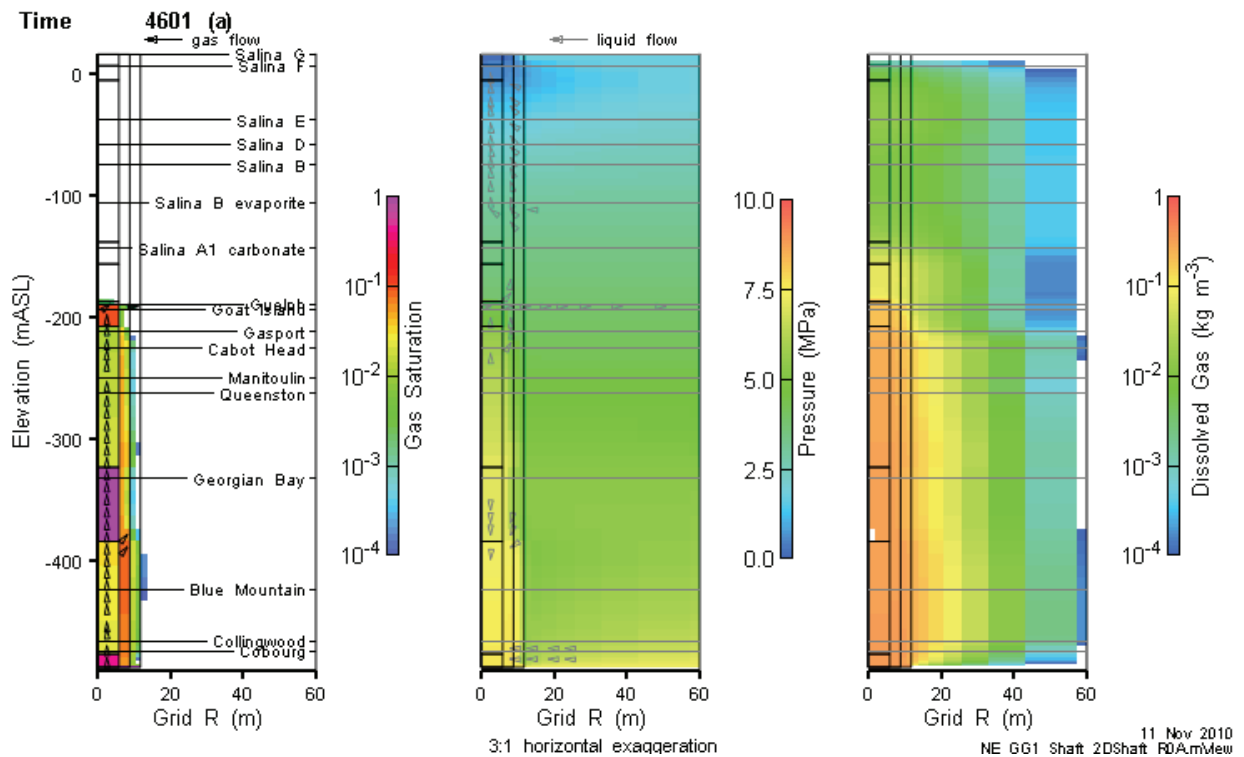 Time 4601 (a)
gas flow
liquid flow
Salina G
Salina F
Salina E
Salina D
Salina B
Salina B evaporite
Salina A1 carbonate
Guelph
Goat Island
Gasport
Cabot Head
Manitoulin
Queenston
Georgian Bay
Blue Mountain
Collingwood
Cobourg
Elevation (mASL)
0
-100
-200
-300
-400
0 20 40 60
Grid R (m)
1
10-1
10-2
10-3
10-4
Gas Saturation
0 20 40 60
Grid R (m)
3:1 horizontal exaggeration
10.0
7.5
5.0
2.5
0.0
Pressure (MPa)
0 20 40 60
Grid R (m)
1
10-1
10-2
10-3
10-4
Dissolved Gas (kg m-3)
11 Nov 2010
NE GG1 Shaft 2DShaft R0A.mView